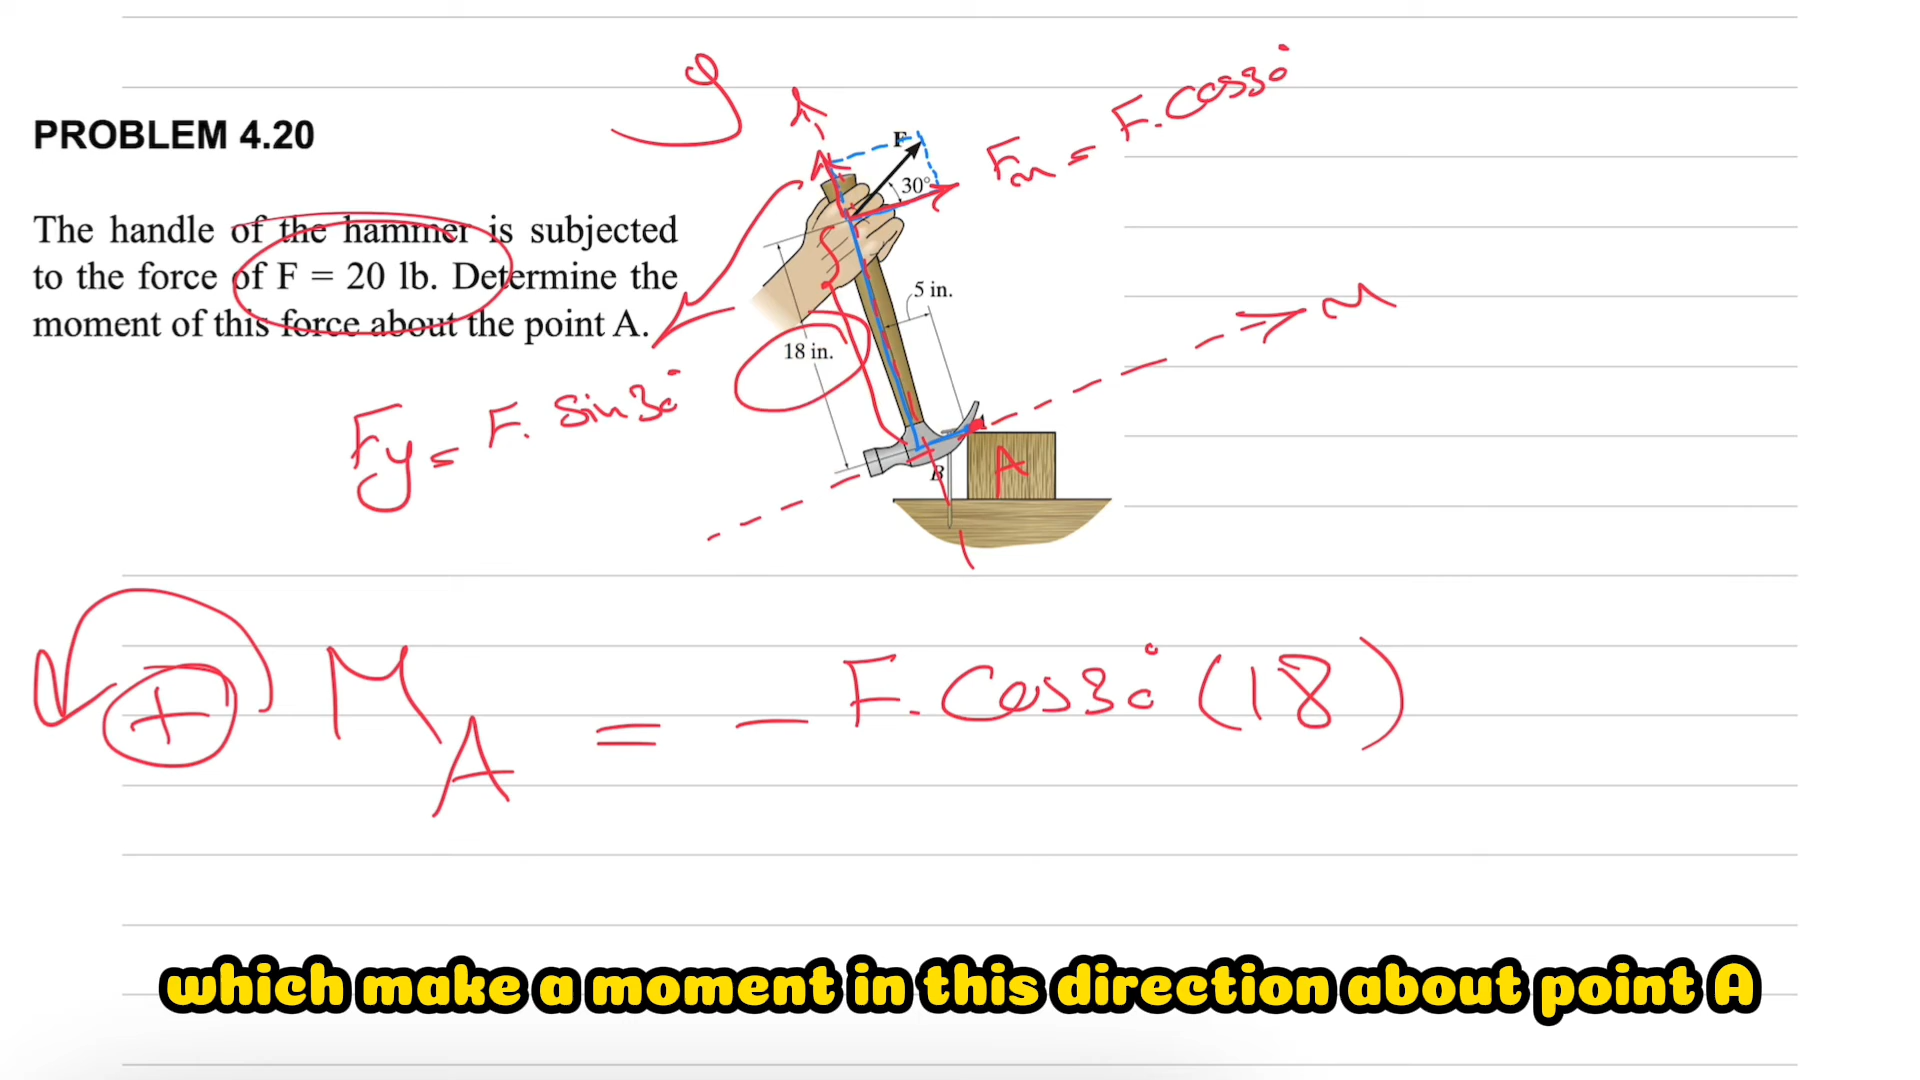 PROBLEM 4.20
The handle of the hammer is subjected
to the force of F = 20 lb. Determine the
moment of this force about the point A.
y
F
30°
Fx = F. Cos30°
5 in.
18 in.
x
Fy = F. Sin30°
B
A
+ M_A = - F. Cos30° (18)
which make a moment in this direction about point A